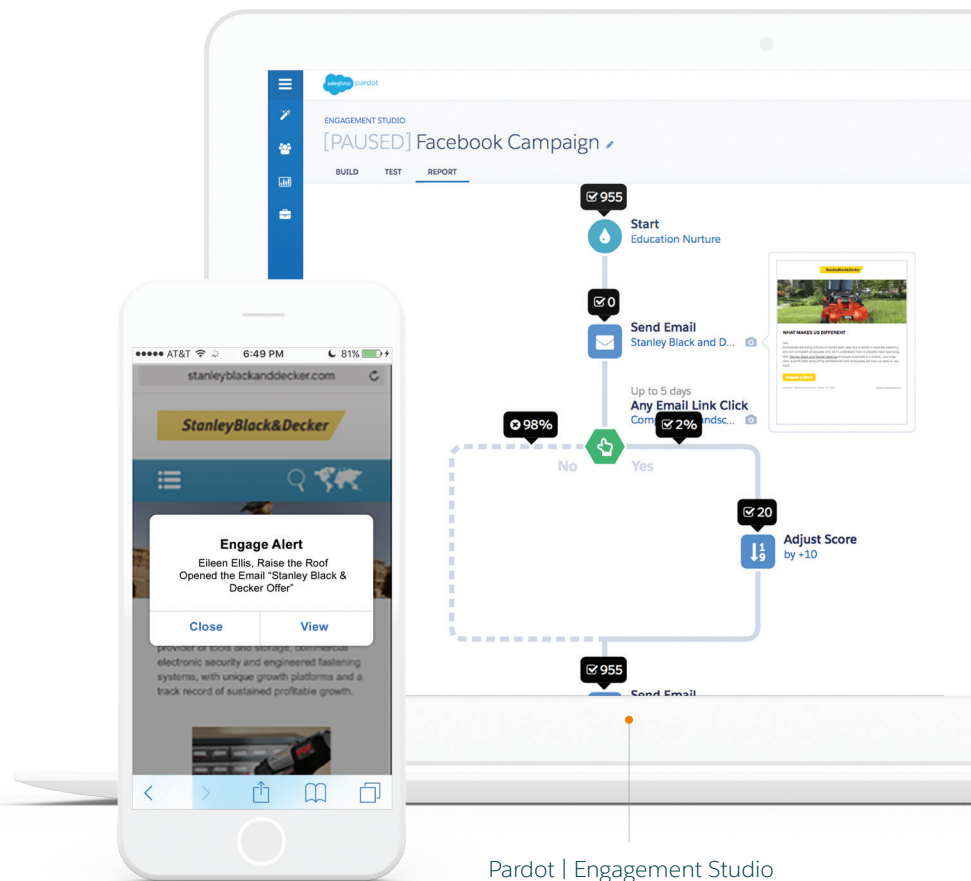 salesforce pardot
ENGAGEMENT STUDIO
[PAUSED] Facebook Campaign
BUILD TEST REPORT
955
Start
Education Nurture
0
Send Email
Stanley Black and D...
StanleyBlack&Decker
WHAT MAKES US DIFFERENT
Up to 5 days
Any Email Link Click
Com ndsc...
98%
2%
No
Yes
20
Adjust Score
by +10
955
Send Email
AT&T 6:49 PM 81%
stanleyblackanddecker.com
StanleyBlack&Decker
Engage Alert
Eileen Ellis, Raise the Roof
Opened the Email “Stanley Black &
Decker Offer”
Close View
provider of tools and storage, commercial
electronic security and engineered fastening
systems, with unique growth platforms and a
track record of sustained profitable growth.
Pardot | Engagement Studio